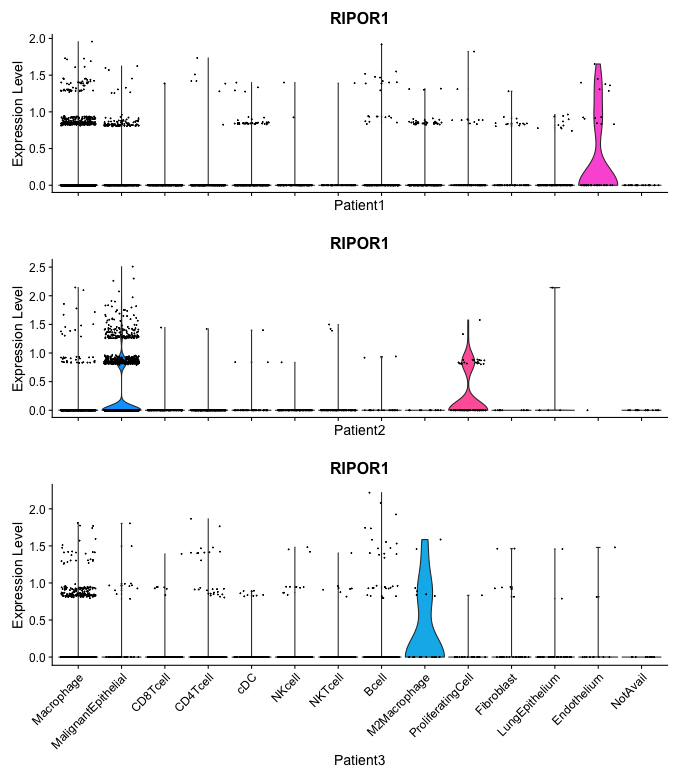 RIPOR1
2.0
1.5
1.0
0.5
0.0
Expression Level
Patient1
RIPOR1
2.5
2.0
1.5
1.0
0.5
0.0
Expression Level
Patient2
RIPOR1
2.0
1.5
1.0
0.5
0.0
Expression Level
Macrophage
MalignantEpithelial
CD8Tcell
CD4Tcell
cDC
NKcell
NKTcell
Bcell
M2Macrophage
ProliferatingCell
Fibroblast
LungEpithelium
Endothelium
NotAvail
Patient3